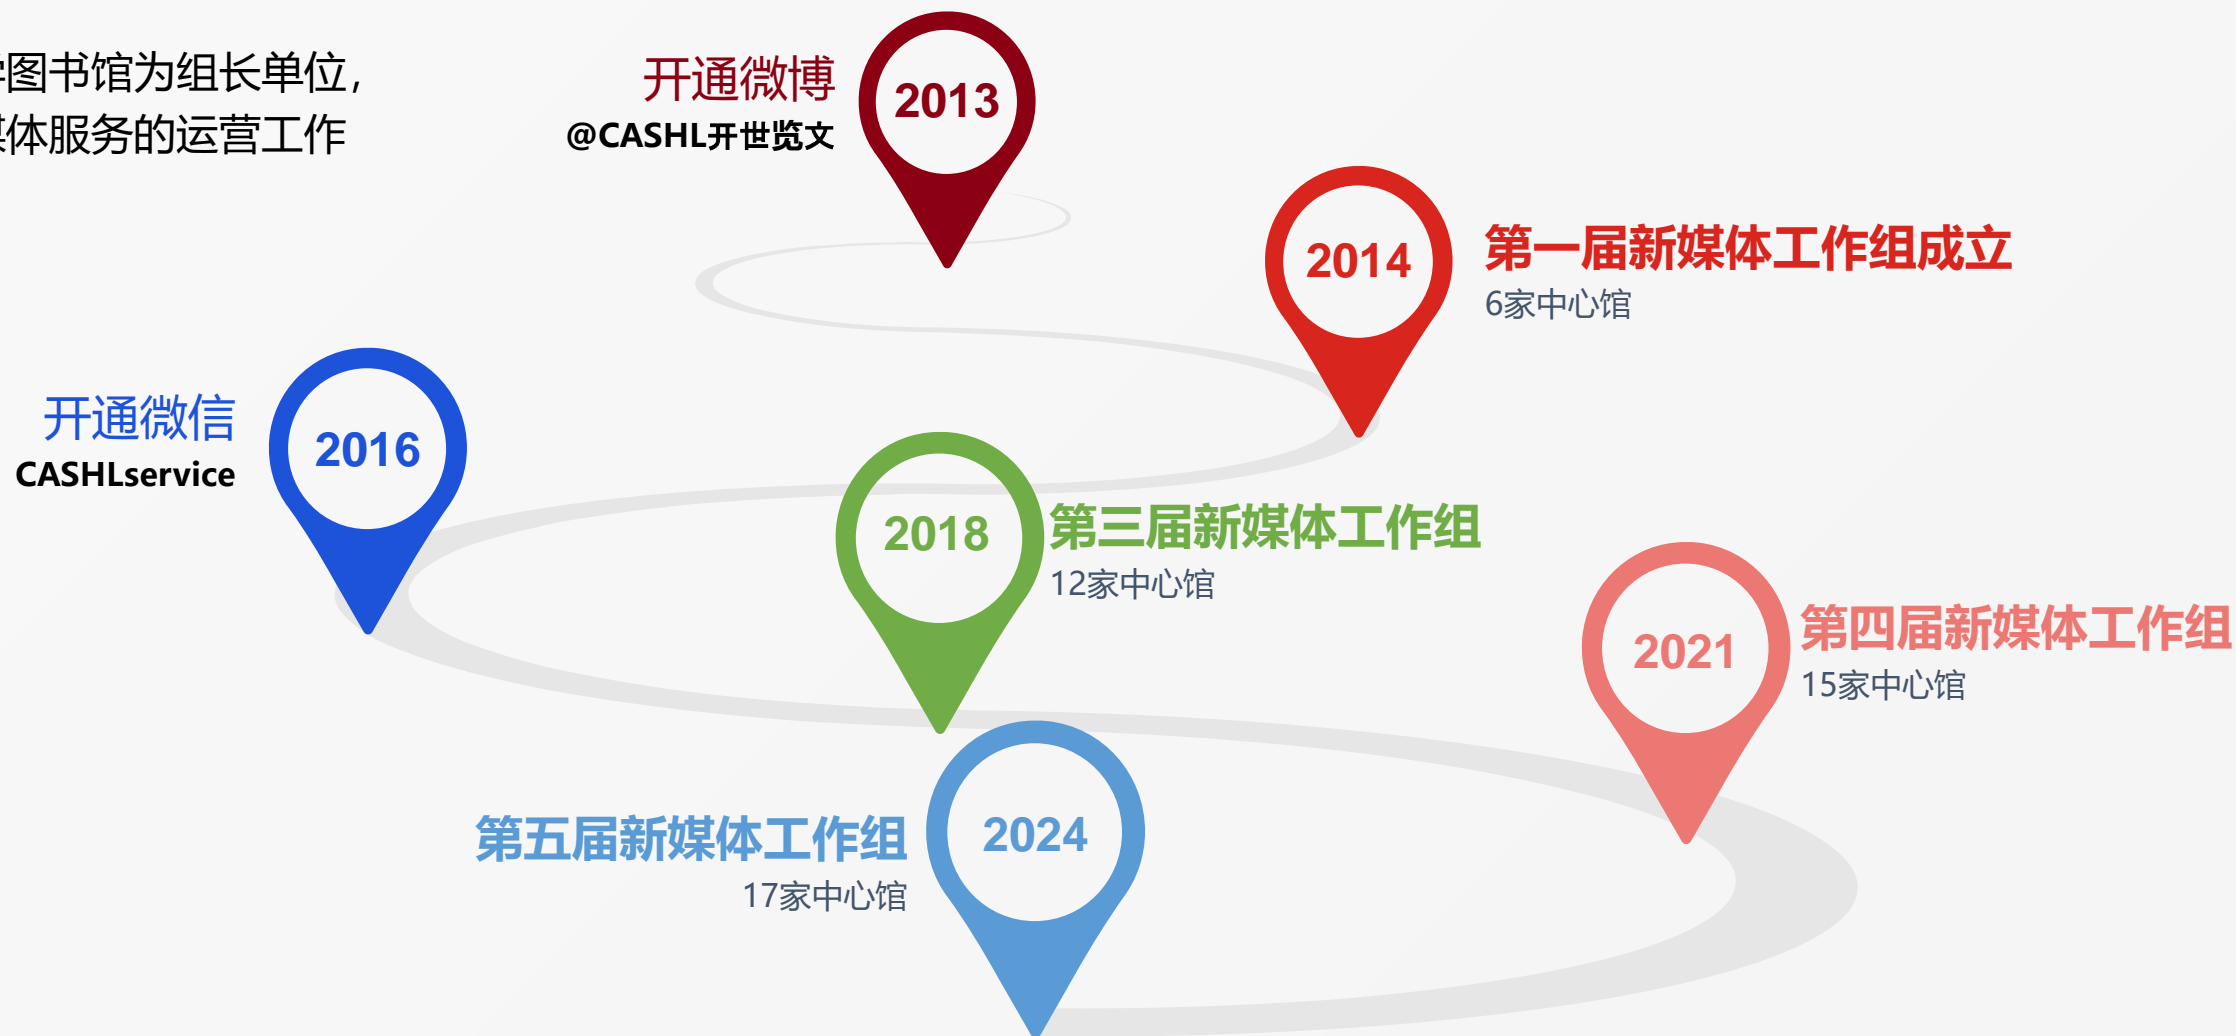 图书馆为组长单位，
体服务的运营工作
开通微博
@CASHL开世览文
2013
2014
第一届新媒体工作组成立
6家中心馆
开通微信
CASHLservice
2016
2018
第三届新媒体工作组
12家中心馆
2021
第四届新媒体工作组
15家中心馆
第五届新媒体工作组
17家中心馆
2024